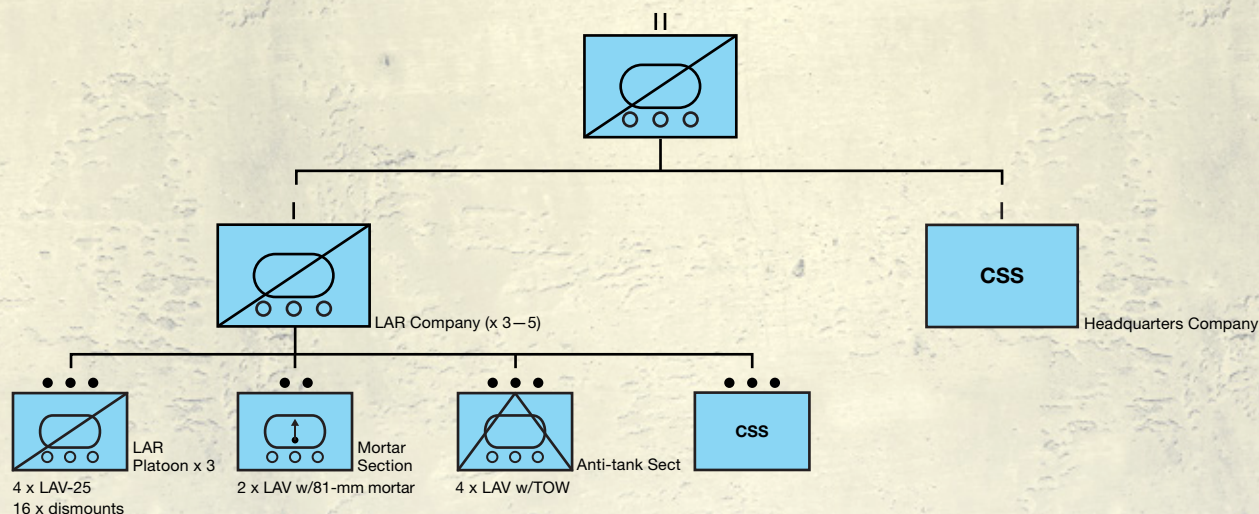 CSS
LAR Company (x 3—5)
Headquarters Company
LAR
Platoon x 3
Mortar
Section
Anti-tank Sect
CSS
4 x LAV-25
16 x dismounts
2 x LAV w/81-mm mortar
4 x LAV w/TOW